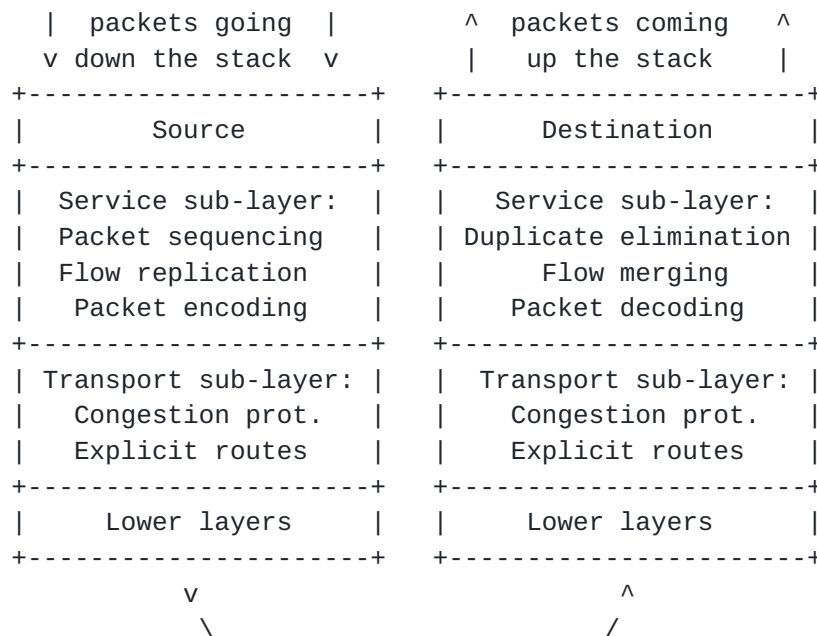 |  packets going  |       ^  packets coming   ^
  v down the stack  v       |   up the stack    |
+-----------------------+   +-----------------------+
|        Source        |   |      Destination      |
+-----------------------+   +-----------------------+
|  Service sub-layer:  |   |   Service sub-layer:  |
|  Packet sequencing   |   | Duplicate elimination |
|  Flow replication    |   |      Flow merging     |
|   Packet encoding    |   |    Packet decoding    |
+-----------------------+   +-----------------------+
| Transport sub-layer: |   |  Transport sub-layer: |
|   Congestion prot.   |   |    Congestion prot.   |
|   Explicit routes    |   |    Explicit routes    |
+-----------------------+   +-----------------------+
|     Lower layers     |   |     Lower layers      |
+-----------------------+   +-----------------------+
           v                           ^
            \                         /